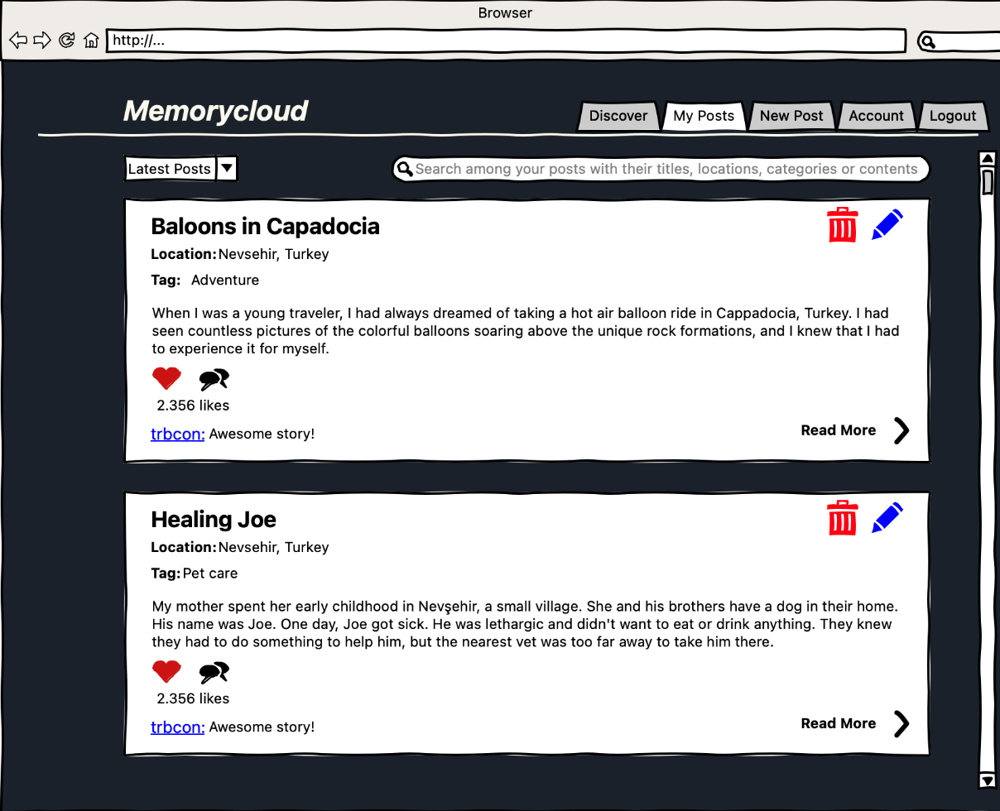 Browser
http://...
Memorycloud
Discover
My Posts
New Post
Account
Logout
Latest Posts
Search among your posts with their titles, locations, categories or contents
Baloons in Capadocia
Location: Nevsehir, Turkey
Tag: Adventure
When I was a young traveler, I had always dreamed of taking a hot air balloon ride in Cappadocia, Turkey. I had
seen countless pictures of the colorful balloons soaring above the unique rock formations, and I knew that I had
to experience it for myself.
2.356 likes
trbcon: Awesome story!
Read More
Healing Joe
Location: Nevsehir, Turkey
Tag: Pet care
My mother spent her early childhood in Nevşehir, a small village. She and his brothers have a dog in their home.
His name was Joe. One day, Joe got sick. He was lethargic and didn't want to eat or drink anything. They knew
they had to do something to help him, but the nearest vet was too far away to take him there.
2.356 likes
trbcon: Awesome story!
Read More